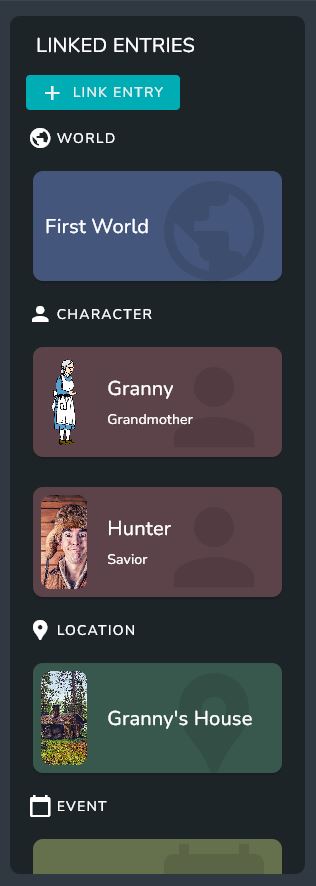 LINKED ENTRIES
+ LINK ENTRY
WORLD
First World
CHARACTER
Granny
Grandmother
Hunter
Savior
LOCATION
Granny's House
EVENT